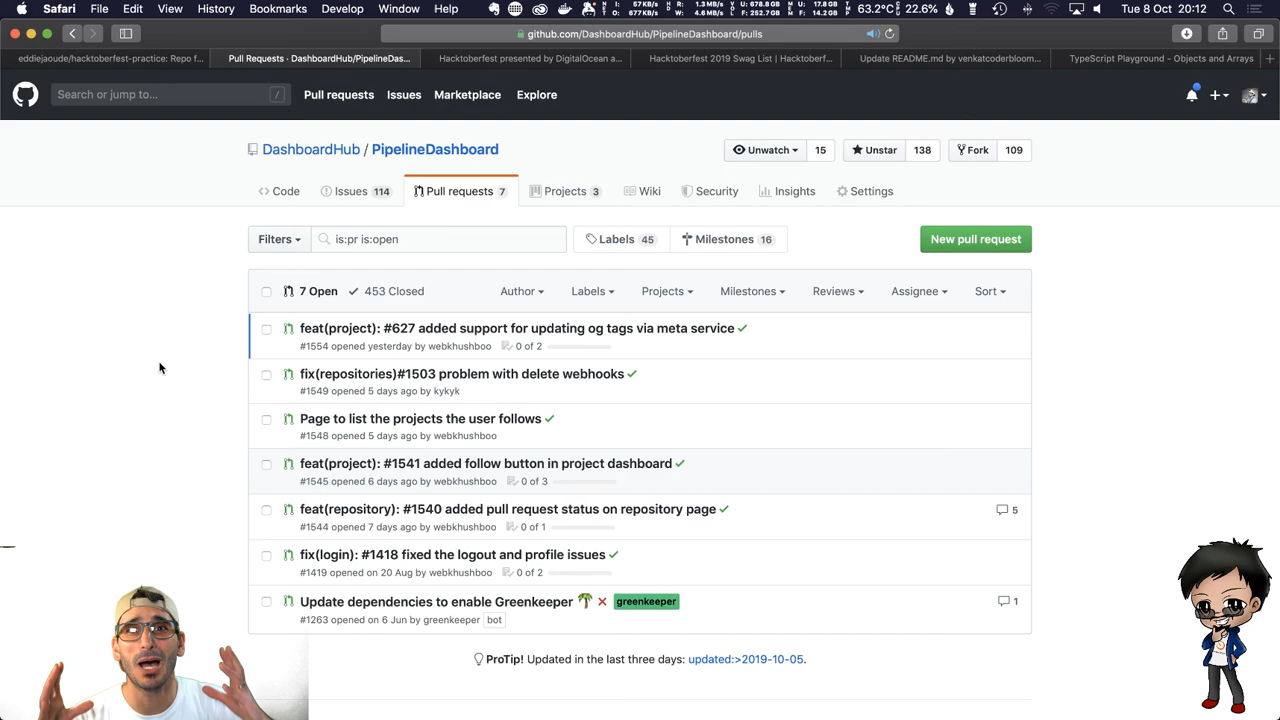 Safari File Edit View History Bookmarks Develop Window Help 63.2°C 22.6% Tue 8 Oct 20:12
github.com/DashboardHub/PipelineDashboard/pulls
eddiejaoude/hacktoberfest-practice: Repo f... Pull Requests · DashboardHub/PipelineDas... Hacktoberfest presented by DigitalOcean a... Hacktoberfest 2019 Swag List | Hacktoberf... Update README.md by venkatcoderbloom... TypeScript Playground - Objects and Arrays
Search or jump to... / Pull requests Issues Marketplace Explore
DashboardHub / PipelineDashboard Unwatch 15 Unstar 138 Fork 109
Code Issues 114 Pull requests 7 Projects 3 Wiki Security Insights Settings
Filters is:pr is:open Labels 45 Milestones 16 New pull request
7 Open 453 Closed Author Labels Projects Milestones Reviews Assignee Sort
feat(project): #627 added support for updating og tags via meta service
#1554 opened yesterday by webkhushboo 0 of 2
fix(repositories)#1503 problem with delete webhooks
#1549 opened 5 days ago by kykyk
Page to list the projects the user follows
#1548 opened 5 days ago by webkhushboo
feat(project): #1541 added follow button in project dashboard
#1545 opened 6 days ago by webkhushboo 0 of 3
feat(repository): #1540 added pull request status on repository page 5
#1544 opened 7 days ago by webkhushboo 0 of 1
fix(login): #1418 fixed the logout and profile issues
#1419 opened on 20 Aug by webkhushboo 0 of 2
Update dependencies to enable Greenkeeper 🌴 greenkeeper 1
#1263 opened on 6 Jun by greenkeeper bot
ProTip! Updated in the last three days: updated:>2019-10-05.